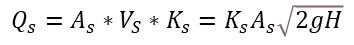 Q_s = A_s * V_S * K_s = K_s A_s √(2gH)